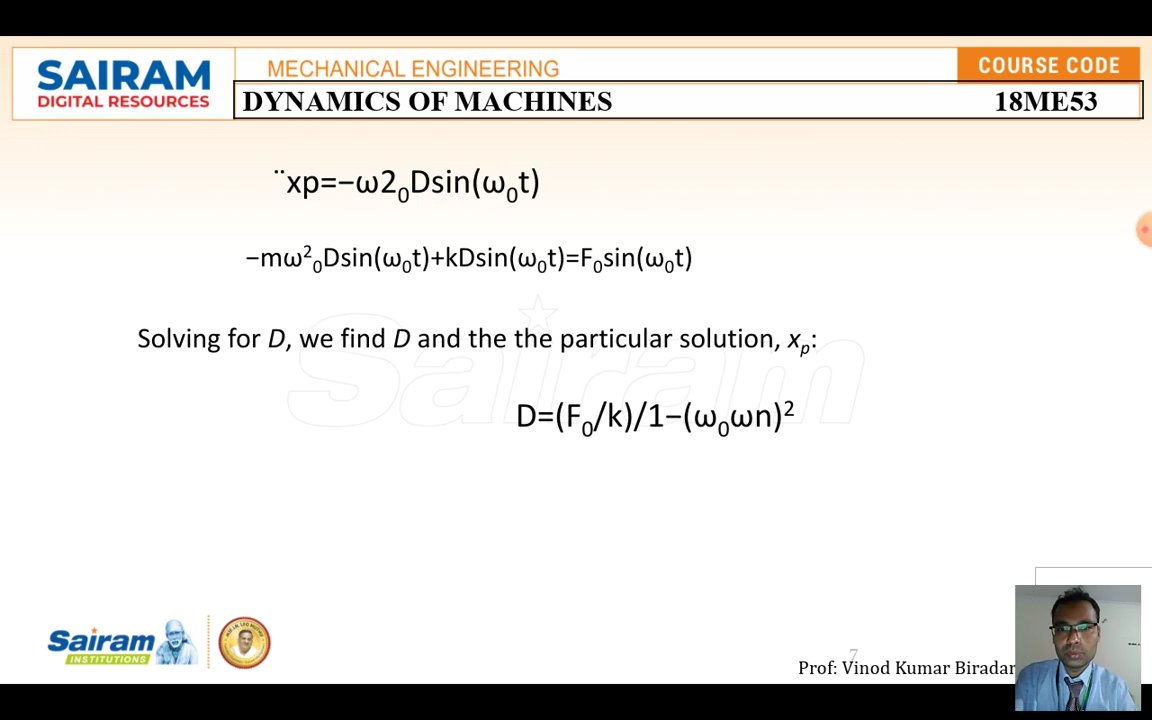 SAIRAM
DIGITAL RESOURCES
MECHANICAL ENGINEERING
COURSE CODE
DYNAMICS OF MACHINES
18ME53
¨xp=−ω2₀Dsin(ω₀t)
−mω²₀Dsin(ω₀t)+kDsin(ω₀t)=F₀sin(ω₀t)
Solving for D, we find D and the the particular solution, xₚ:
D=(F₀/k)/1−(ω₀ωn)²
Sairam
Sairam
INSTITUTIONS
7
Prof: Vinod Kumar Biradar